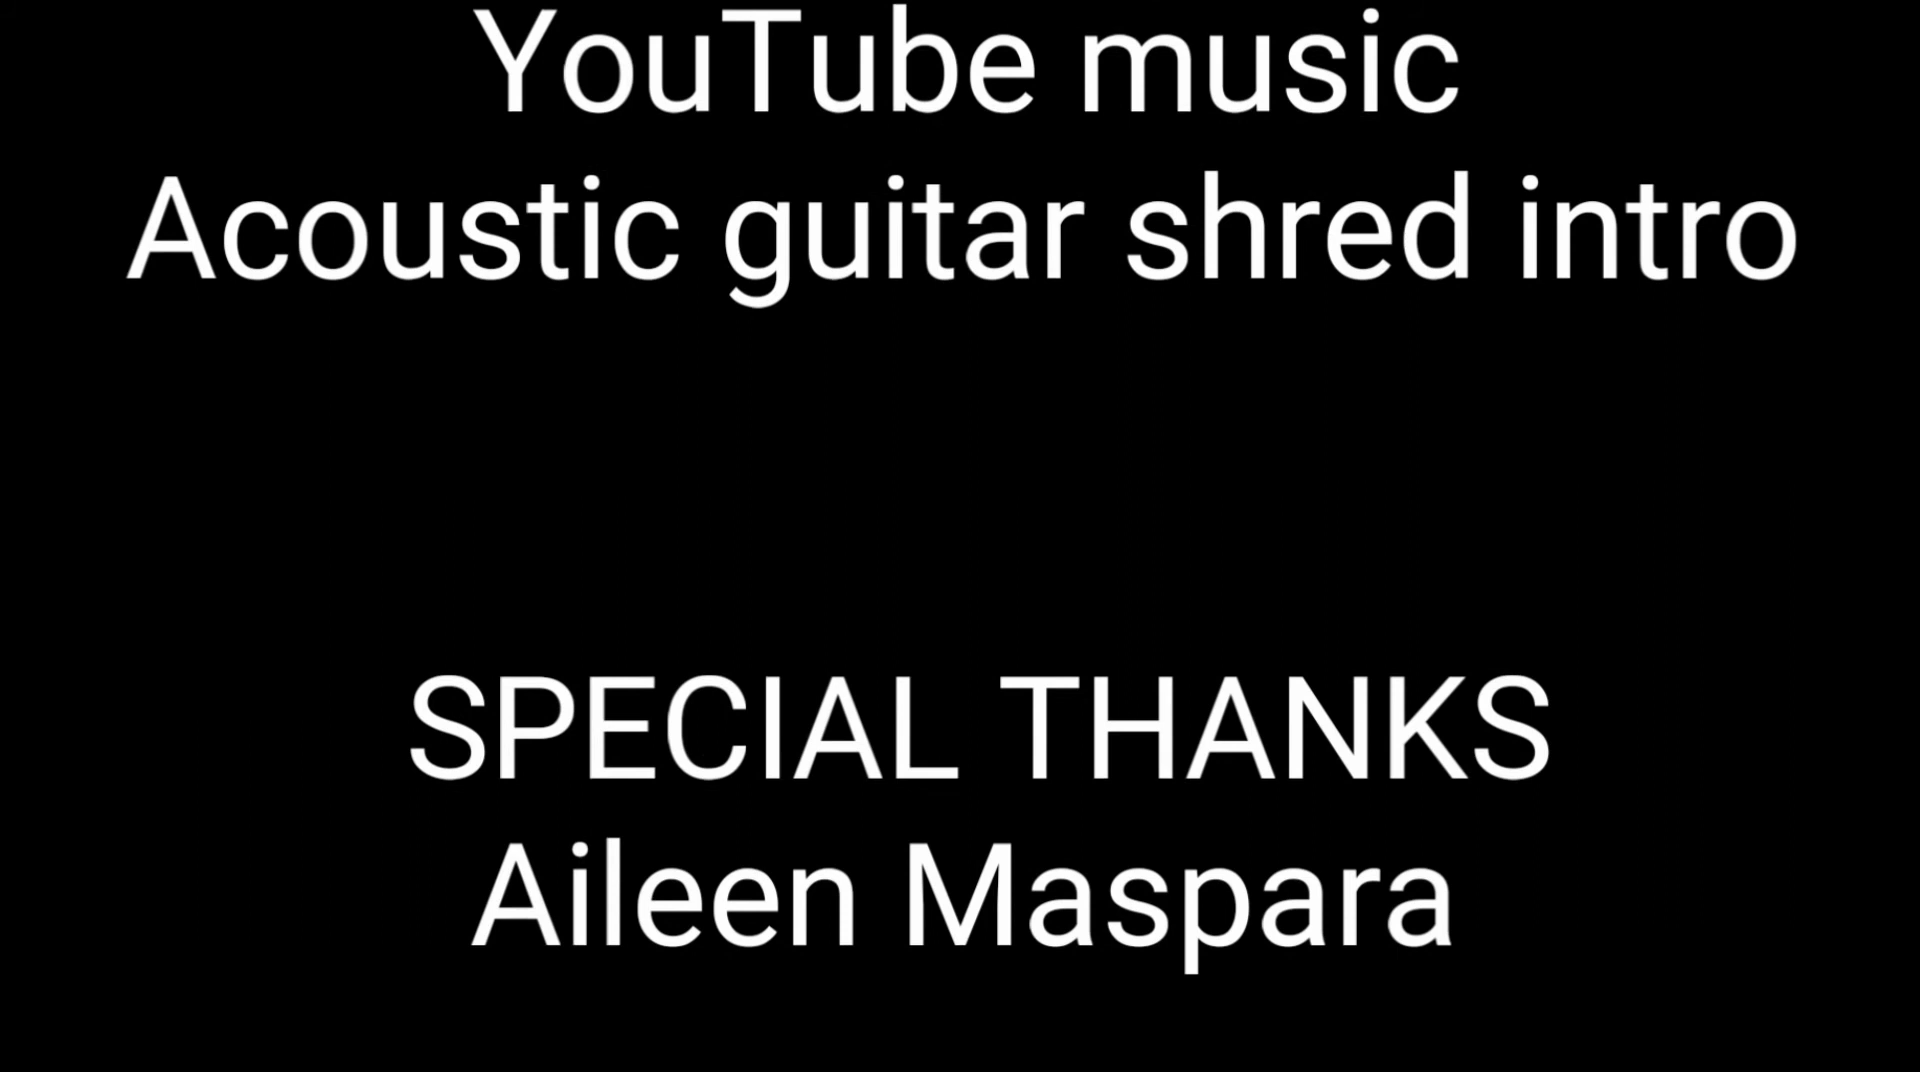 YouTube music
Acoustic guitar shred intro
SPECIAL THANKS
Aileen Maspara